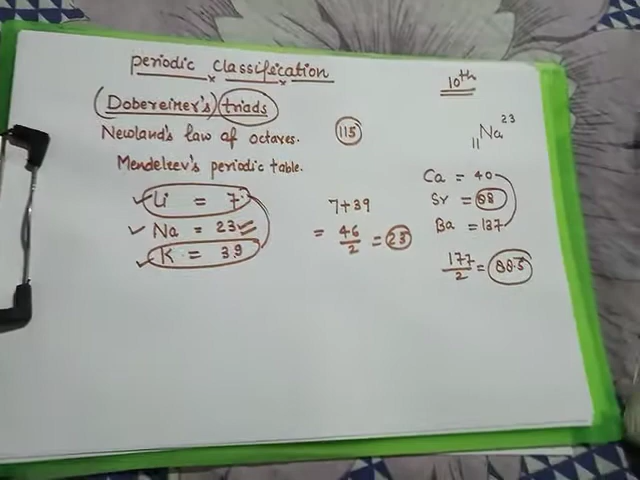 periodic classification
10th
(Dobereiner's) triads
Newland's law of octaves.
115
11Na23
Mendeleev's periodic table.
Li = 7
Na = 23
K = 39
7+39
= 46/2 = 23
Ca = 40
Sr = 88
Ba = 137
177/2 = 88.5